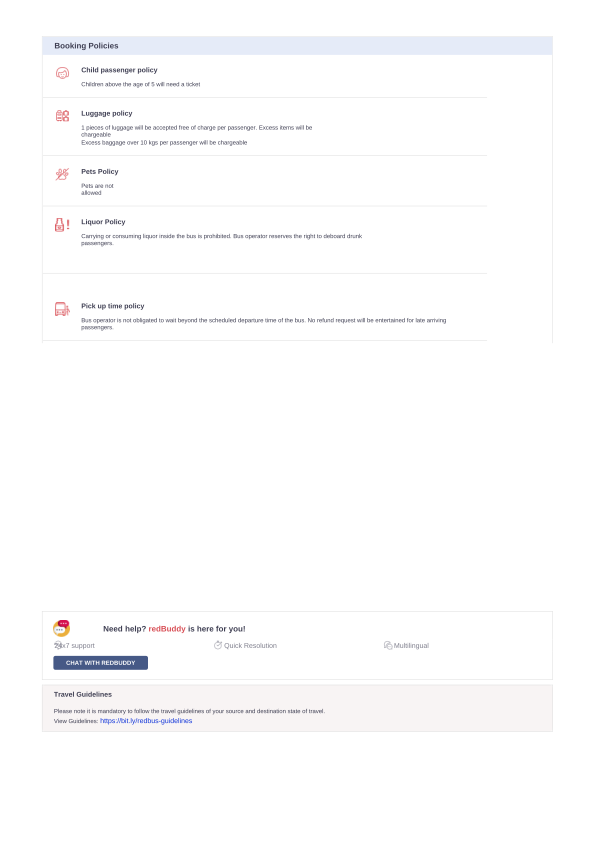 Booking Policies
Child passenger policy
Children above the age of 5 will need a ticket
Luggage policy
1 pieces of luggage will be accepted free of charge per passenger. Excess items will be
chargeable
Excess baggage over 10 kgs per passenger will be chargeable
Pets Policy
Pets are not
allowed
Liquor Policy
Carrying or consuming liquor inside the bus is prohibited. Bus operator reserves the right to deboard drunk
passengers.
Pick up time policy
Bus operator is not obligated to wait beyond the scheduled departure time of the bus. No refund request will be entertained for late arriving
passengers.
Need help? redBuddy is here for you!
24x7 support Quick Resolution Multilingual
CHAT WITH REDBUDDY
Travel Guidelines
Please note it is mandatory to follow the travel guidelines of your source and destination state of travel.
View Guidelines: https://bit.ly/redbus-guidelines